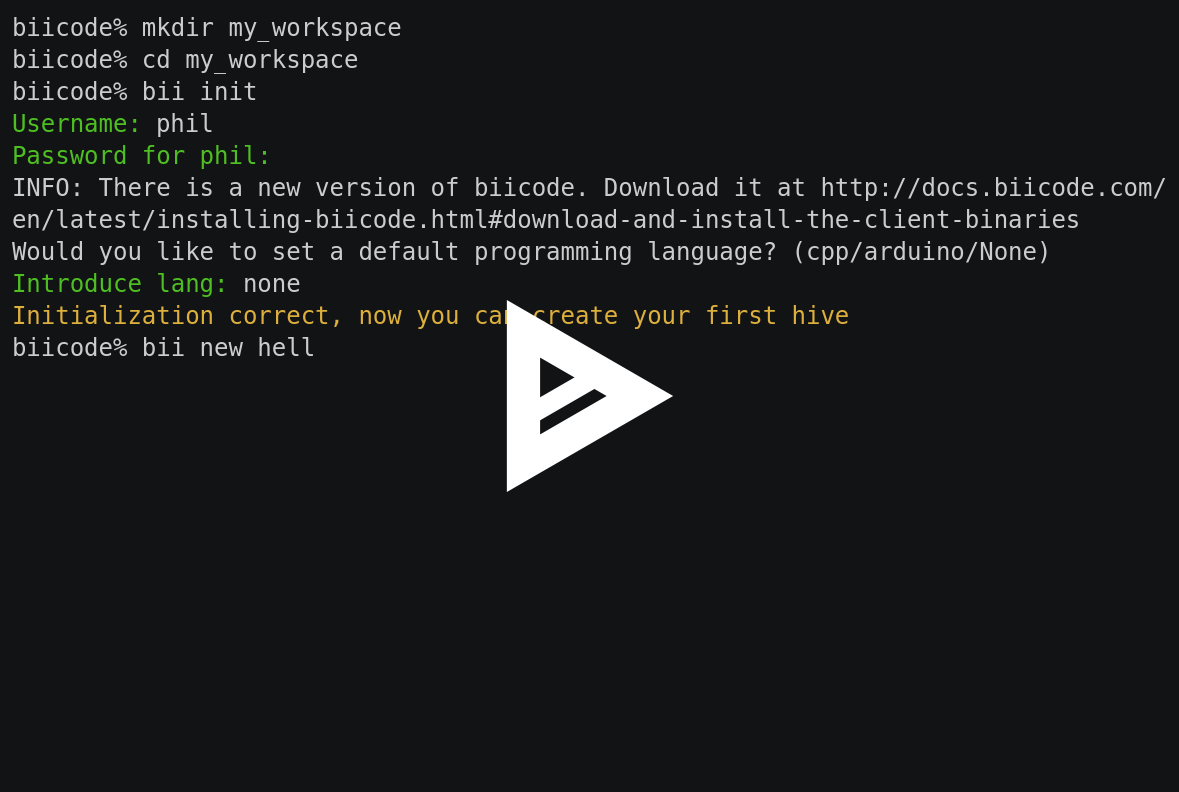 biicode% mkdir my_workspace
biicode% cd my_workspace
biicode% bii init
Username: phil
Password for phil:
INFO: There is a new version of biicode. Download it at http://docs.biicode.com/
en/latest/installing-biicode.html#download-and-install-the-client-binaries
Would you like to set a default programming language? (cpp/arduino/None)
Introduce lang: none
Initialization correct, now you can create your first hive
biicode% bii new hell